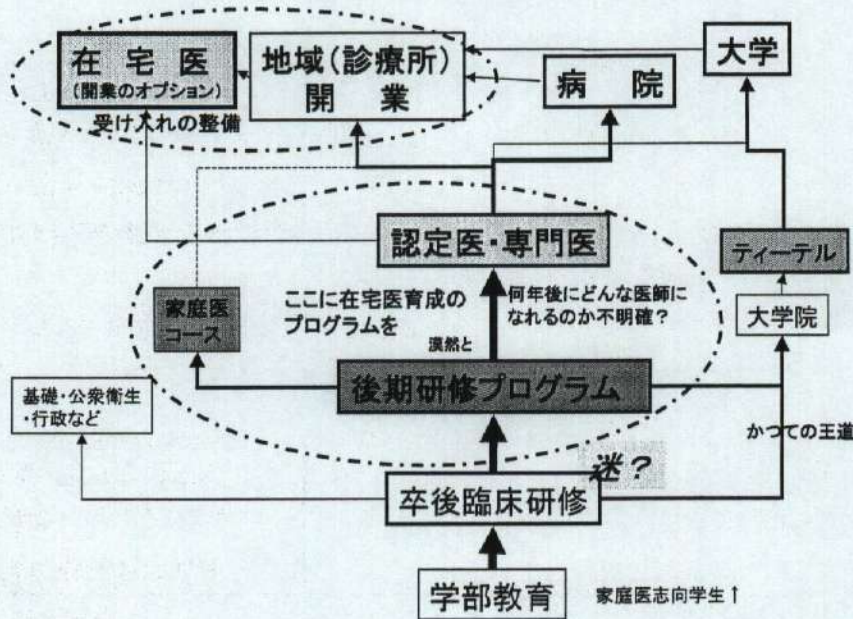 在宅医
(開業のオプション)
地域(診療所)
開業
大学
病院
受け入れの整備
認定医・専門医
ティーテル
家庭医
コース
ここに在宅医育成の
プログラムを
漠然と
何年後にどんな医師に
なれるのか不明確?
大学院
後期研修プログラム
基礎・公衆衛生
・行政など
かつての王道
迷?
卒後臨床研修
学部教育
家庭医志向学生↑